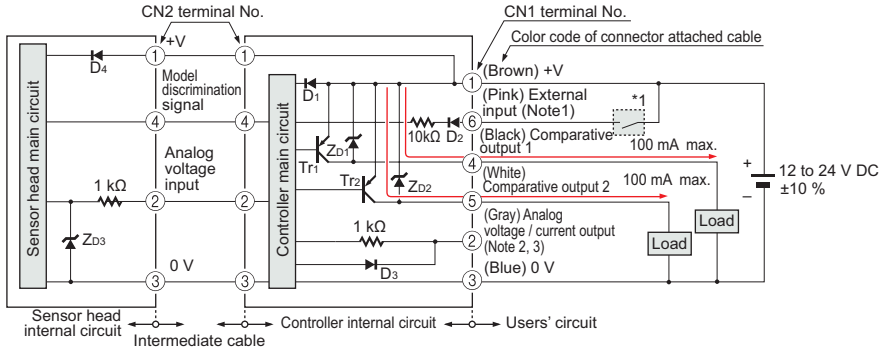 CN2 terminal No.
CN1 terminal No.
Color code of connector attached cable
+V
1
1
D4
Model
discrimination
signal
4
4
Analog
voltage
input
1 kΩ
2
2
ZD3
0 V
3
3
Sensor head main circuit
Controller main circuit
D1
10kΩ
D2
ZD1
Tr1
Tr2
ZD2
1 kΩ
D3
1
(Brown) +V
(Pink) External
input (Note1)
6
*1
(Black) Comparative
output 1
100 mA max.
4
(White)
Comparative output 2
100 mA max.
5
(Gray) Analog
voltage / current output
(Note 2, 3)
2
(Blue) 0 V
3
Load
Load
+
−
12 to 24 V DC
±10 %
Sensor head
internal circuit
Intermediate cable
Controller internal circuit
Users' circuit